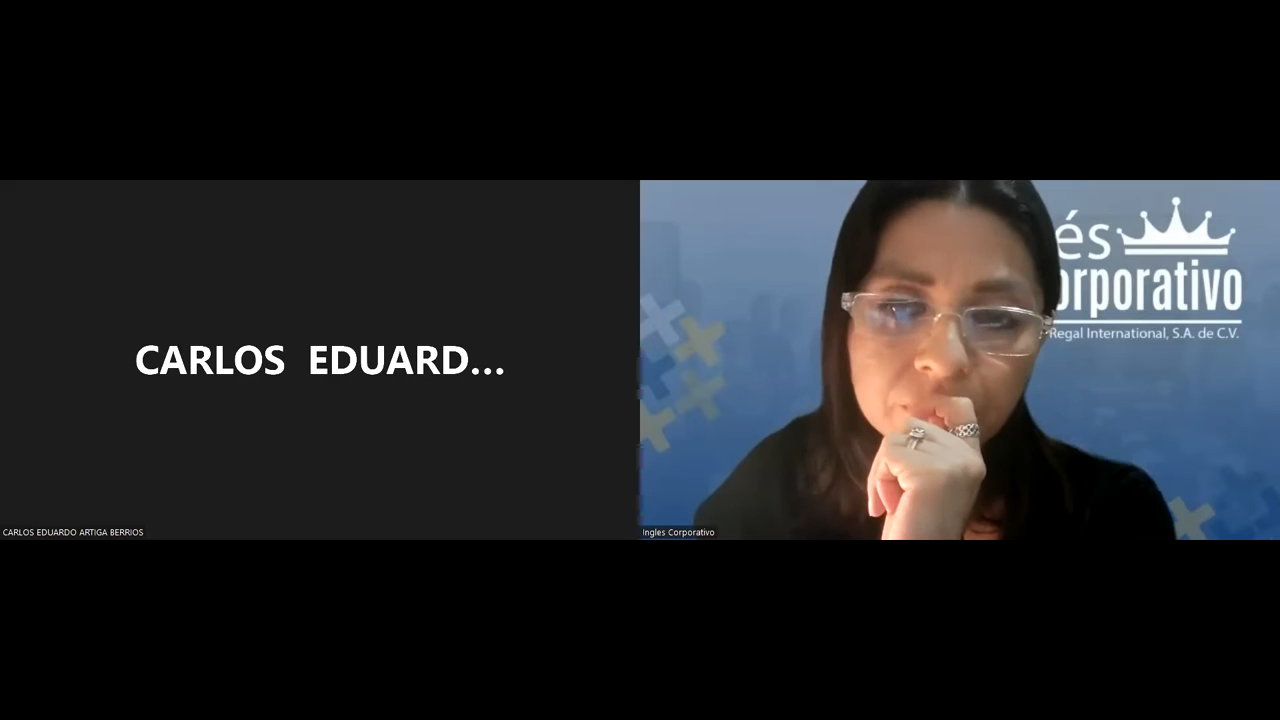 CARLOS EDUARD...
CARLOS EDUARDO ARTIGA BERRIOS
és
orporativo
Regal International, S.A. de C.V.
Ingles Corporativo